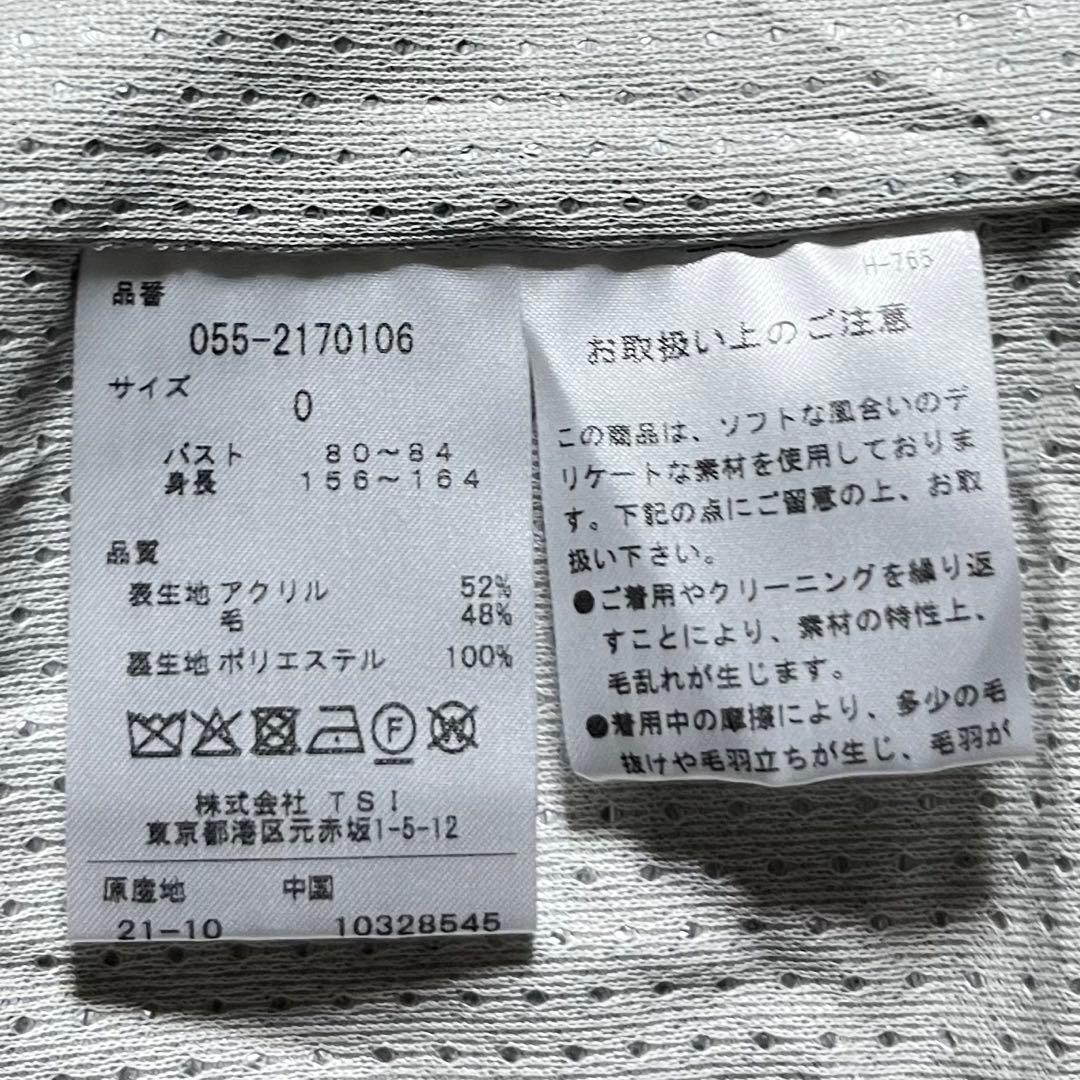 品番
055-2170106
サイズ
0
バスト 80～84
身長 156～164
品質
表生地 アクリル 52%
毛 48%
裏生地 ポリエステル 100%
F
W
株式会社 TSI
東京都港区元赤坂1-5-12
原産地 中国
21-10 10328545
H-765
お取扱い上のご注意
この商品は、ソフトな風合いのデ
リケートな素材を使用しておりま
す。下記の点にご留意の上、お取
扱い下さい。
●ご着用やクリーニングを繰り返
すことにより、素材の特性上、
毛乱れが生じます。
●着用中の摩擦により、多少の毛
抜けや毛羽立ちが生じ、毛羽が